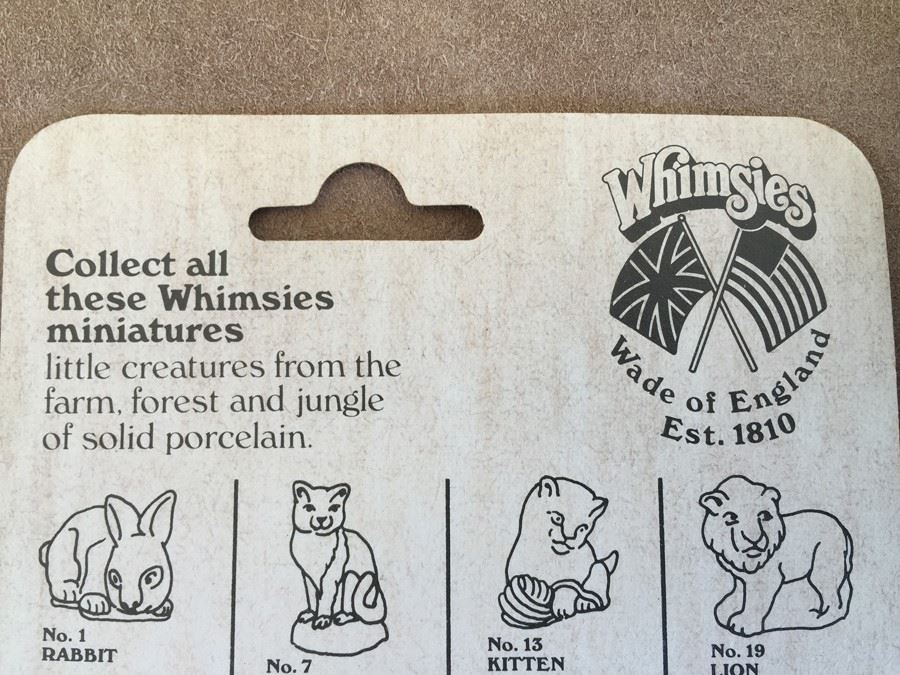 Whimsies
Wade of England
Est. 1810
Collect all
these Whimsies
miniatures
little creatures from the
farm, forest and jungle
of solid porcelain.
No. 1
RABBIT
No. 7
No. 13
KITTEN
No. 19
LION